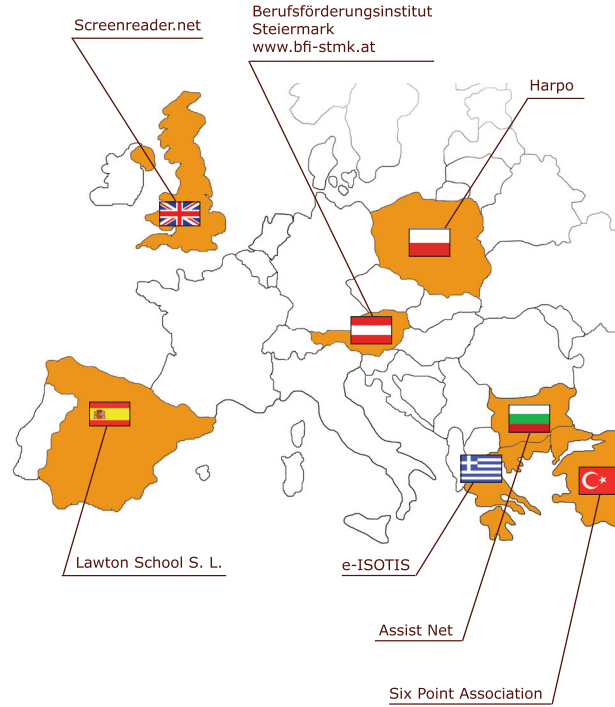 Berufsförderungsinstitut
Steiermark
www.bfi-stmk.at
Screenreader.net
Harpo
Lawton School S. L.
e-ISOTIS
Assist Net
Six Point Association